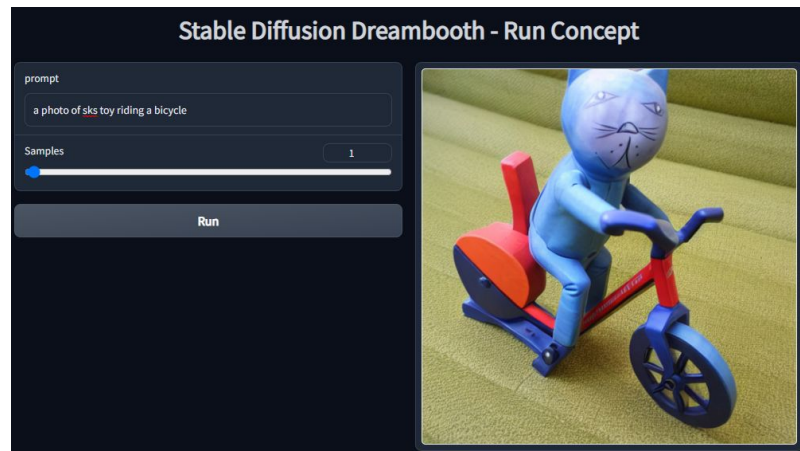 Stable Diffusion Dreambooth - Run Concept
prompt
a photo of sks toy riding a bicycle
Samples
1
Run